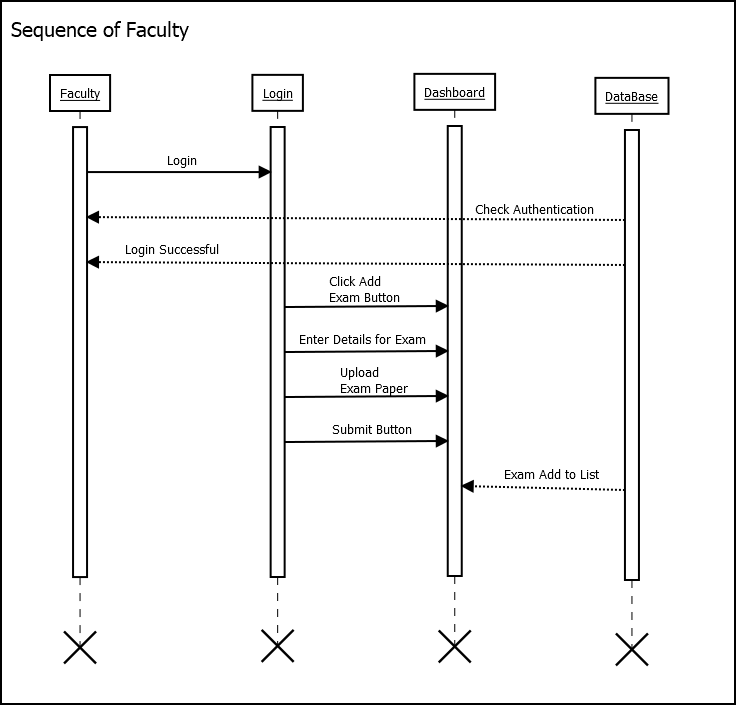 Sequence of Faculty
Faculty
Login
Dashboard
DataBase
Login
Check Authentication
Login Successful
Click Add
Exam Button
Enter Details for Exam
Upload
Exam Paper
Submit Button
Exam Add to List